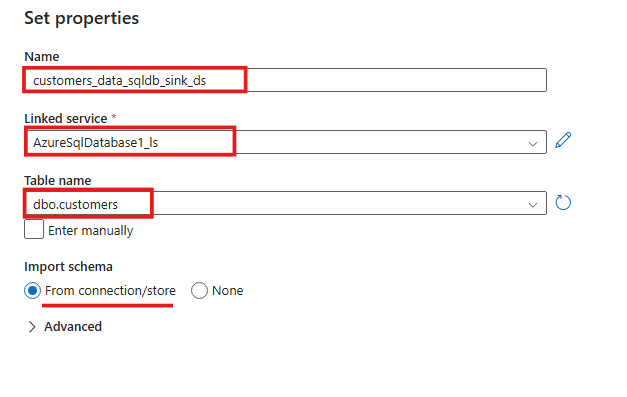 Set properties
Name
customers_data_sqldb_sink_ds
Linked service *
AzureSqlDatabase1_ls
Table name
dbo.customers
Enter manually
Import schema
From connection/store None
Advanced